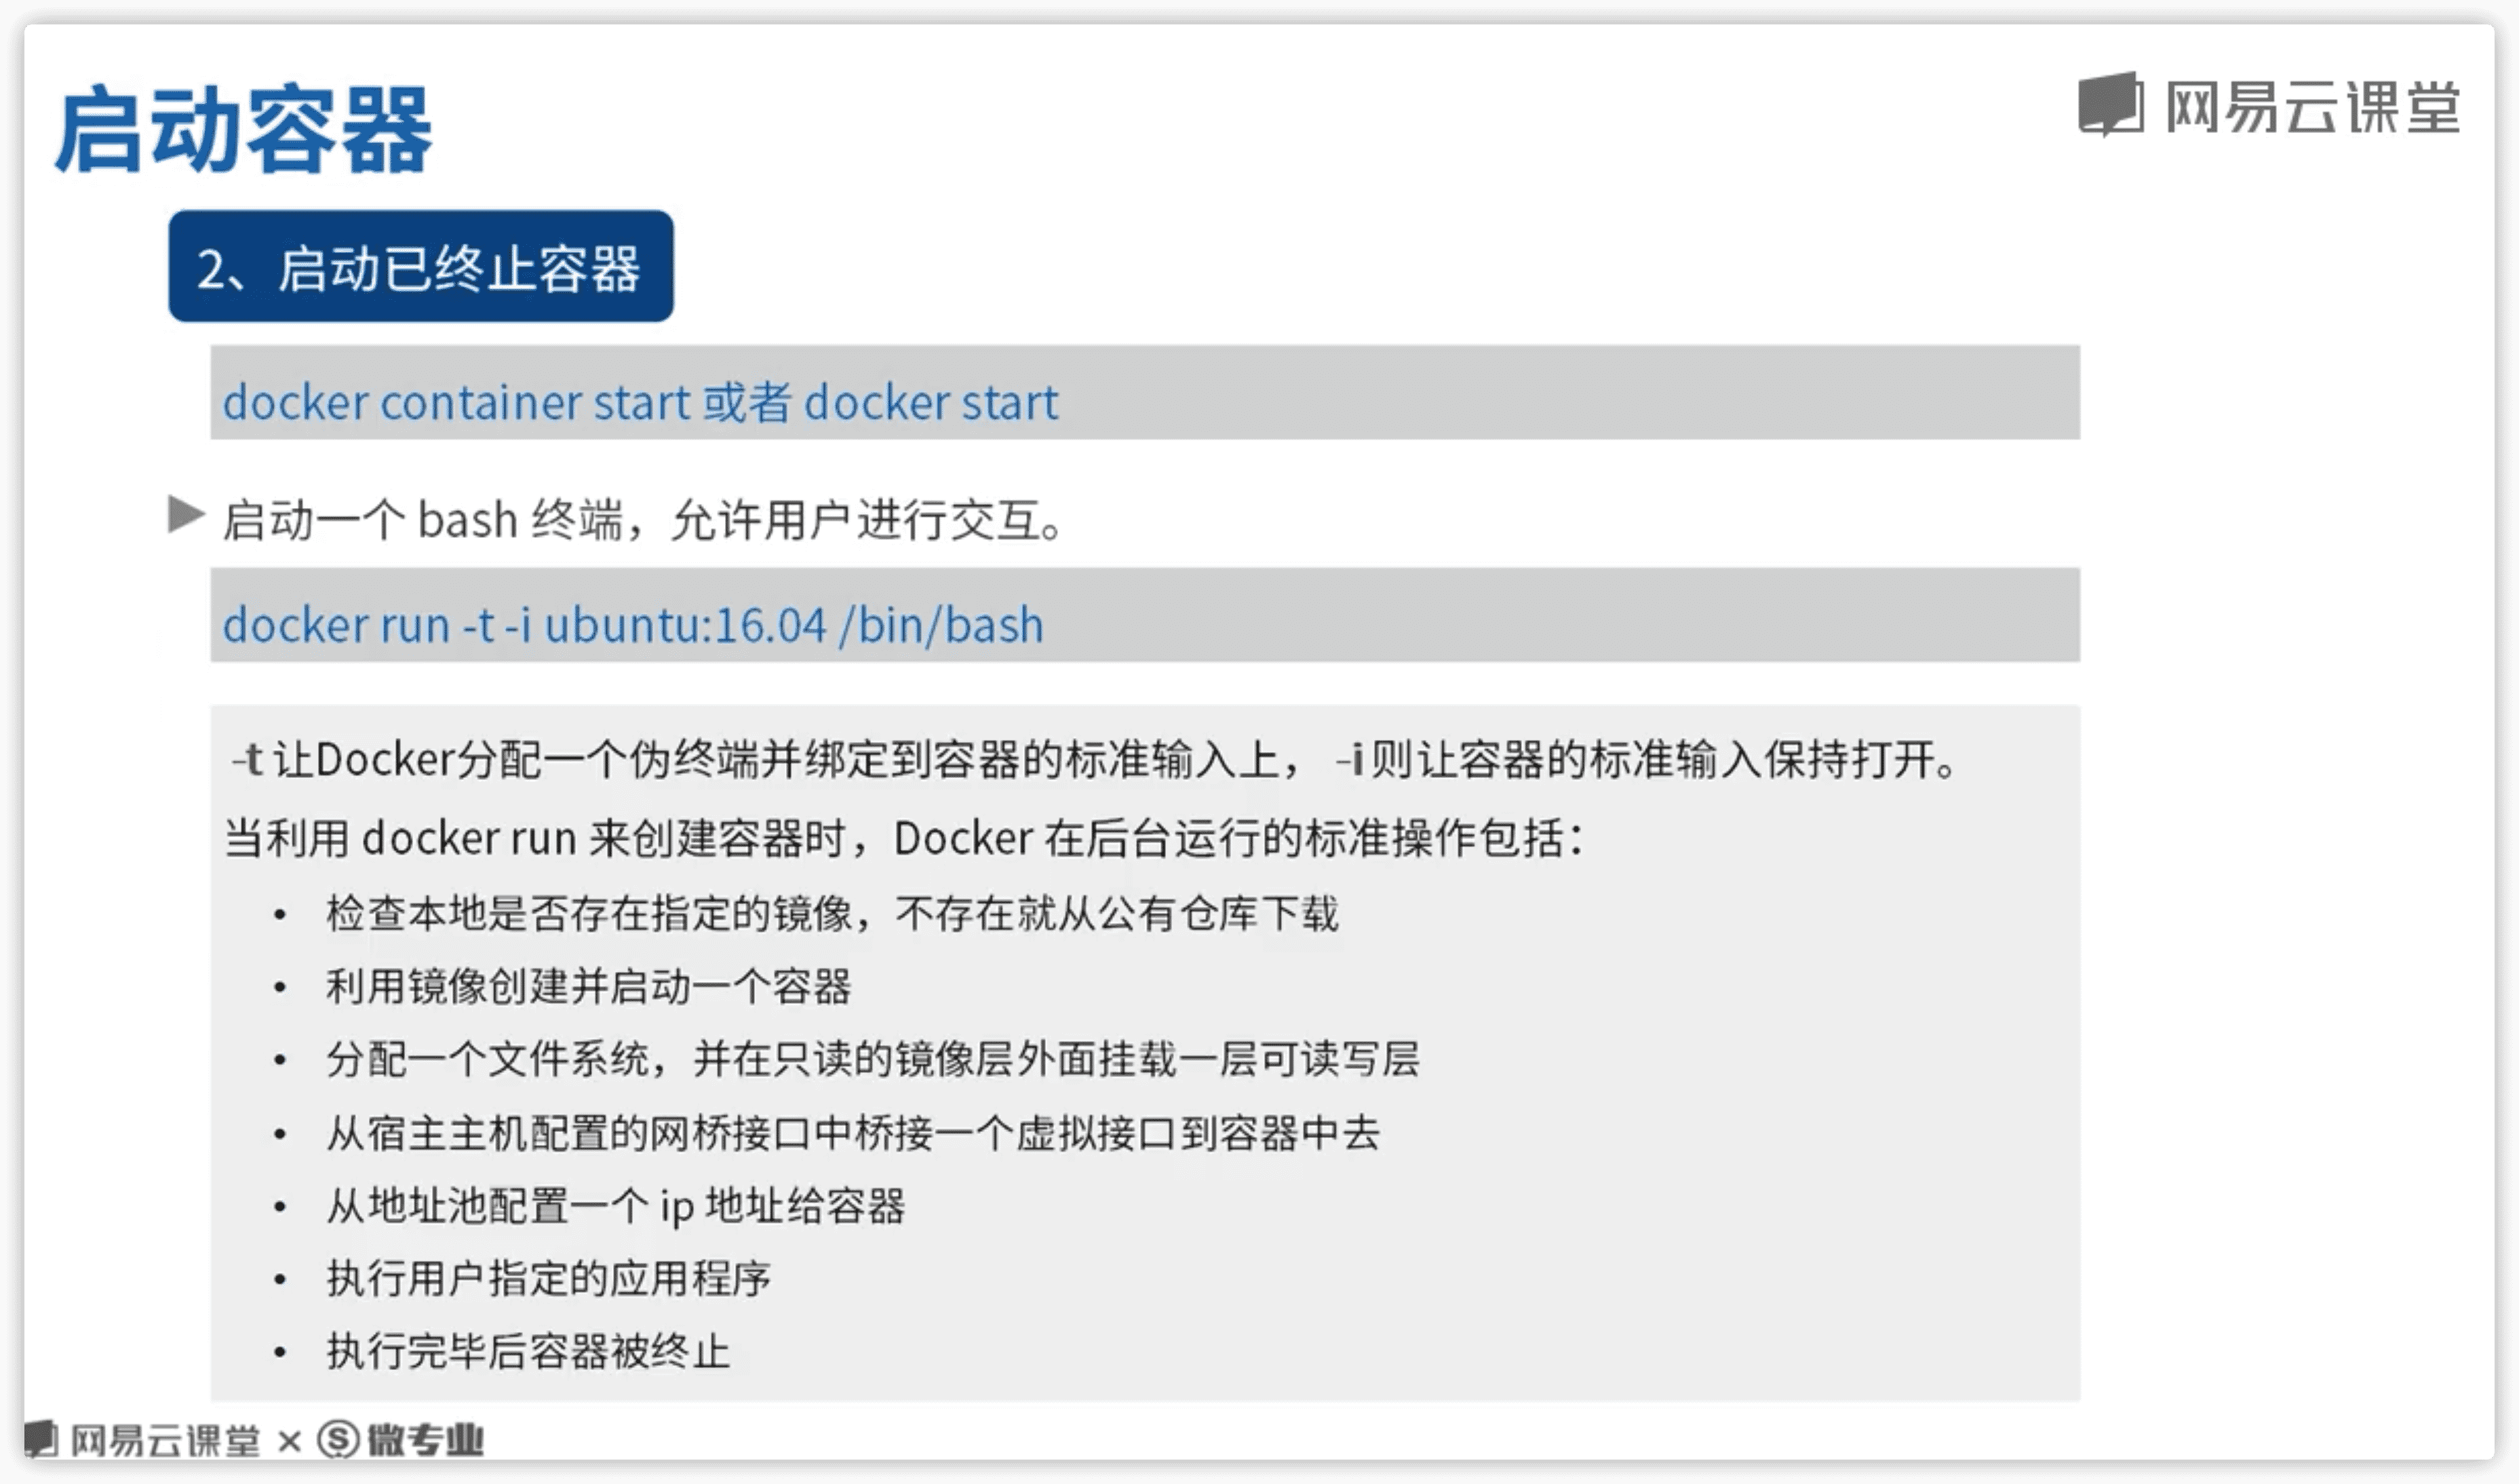 启动容器
网易云课堂
2、启动已终止容器
docker container start 或者 docker start
启动一个 bash 终端，允许用户进行交互。
docker run -t -i ubuntu:16.04 /bin/bash
-t 让Docker分配一个伪终端并绑定到容器的标准输入上， -i 则让容器的标准输入保持打开。
当利用 docker run 来创建容器时，Docker 在后台运行的标准操作包括：
• 检查本地是否存在指定的镜像，不存在就从公有仓库下载
• 利用镜像创建并启动一个容器
• 分配一个文件系统，并在只读的镜像层外面挂载一层可读写层
• 从宿主主机配置的网桥接口中桥接一个虚拟接口到容器中去
• 从地址池配置一个 ip 地址给容器
• 执行用户指定的应用程序
• 执行完毕后容器被终止
网易云课堂 × S 微专业